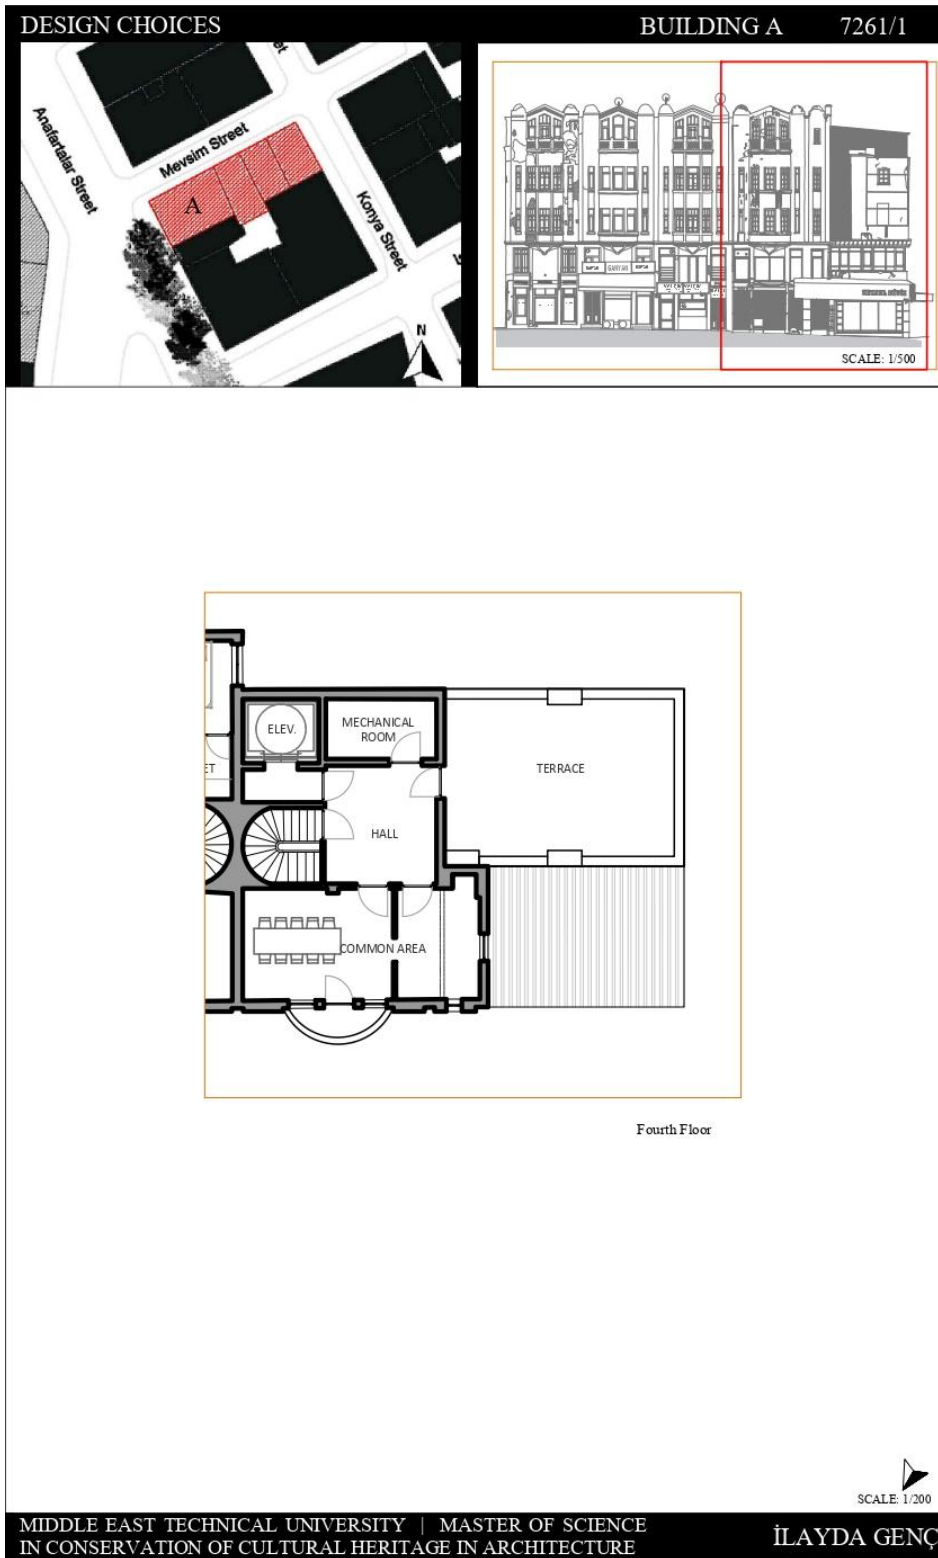 DESIGN CHOICES
BUILDING A 7261/1
Anafartalar Street
Mevsim Street
Konya Street
A
N
GANYAN
SCALE: 1/500
ELEV.
MECHANICAL
ROOM
TERRACE
ET
HALL
COMMON AREA
Fourth Floor
SCALE: 1/200
MIDDLE EAST TECHNICAL UNIVERSITY | MASTER OF SCIENCE
IN CONSERVATION OF CULTURAL HERITAGE IN ARCHITECTURE
İLAYDA GENÇ